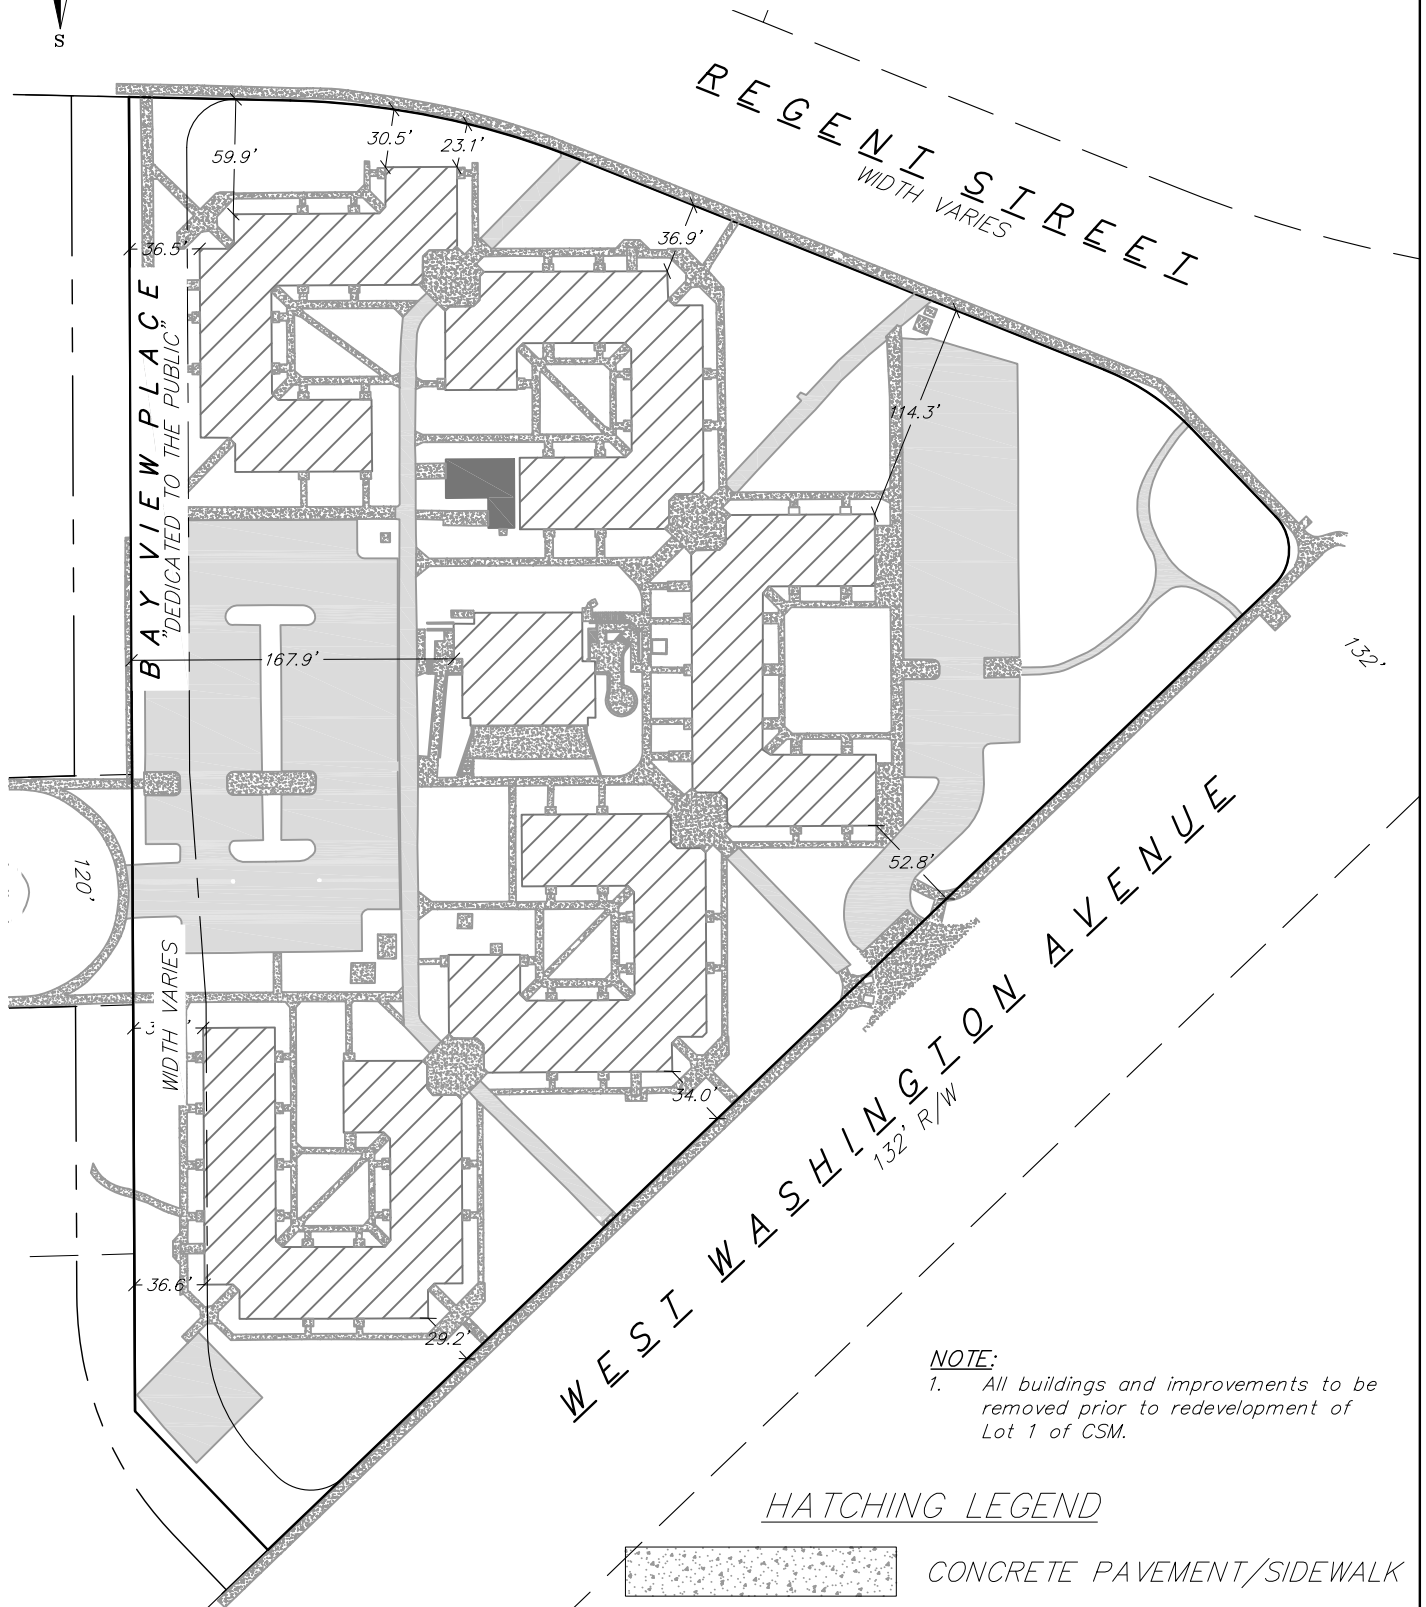 S
REGENT STREET
WIDTH VARIES
59.9'
30.5'
23.1'
36.5'
36.9'
114.3'
BAY VIEW PLACE
"DEDICATED TO THE PUBLIC"
167.9'
132'
120'
52.8'
WIDTH VARIES
34.0'
WEST WASHINGTON AVENUE
132' R/W
36.6'
29.2'
NOTE:
1. All buildings and improvements to be
removed prior to redevelopment of
Lot 1 of CSM.
HATCHING LEGEND
CONCRETE PAVEMENT/SIDEWALK